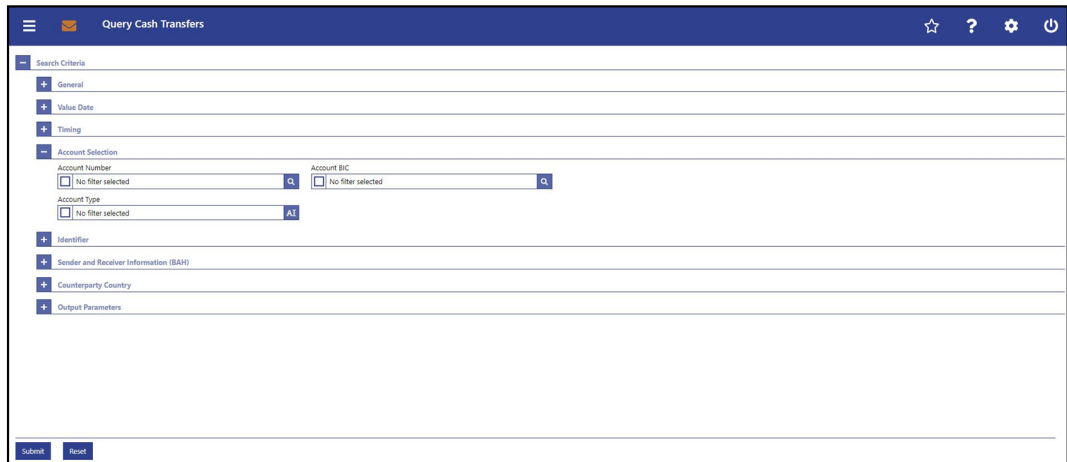 Query Cash Transfers
Search Criteria
General
Value Date
Timing
Account Selection
Account Number Account BIC
No filter selected No filter selected
Account Type
No filter selected
Identifier
Sender and Receiver Information (BAH)
Counterparty Country
Output Parameters
Submit Reset